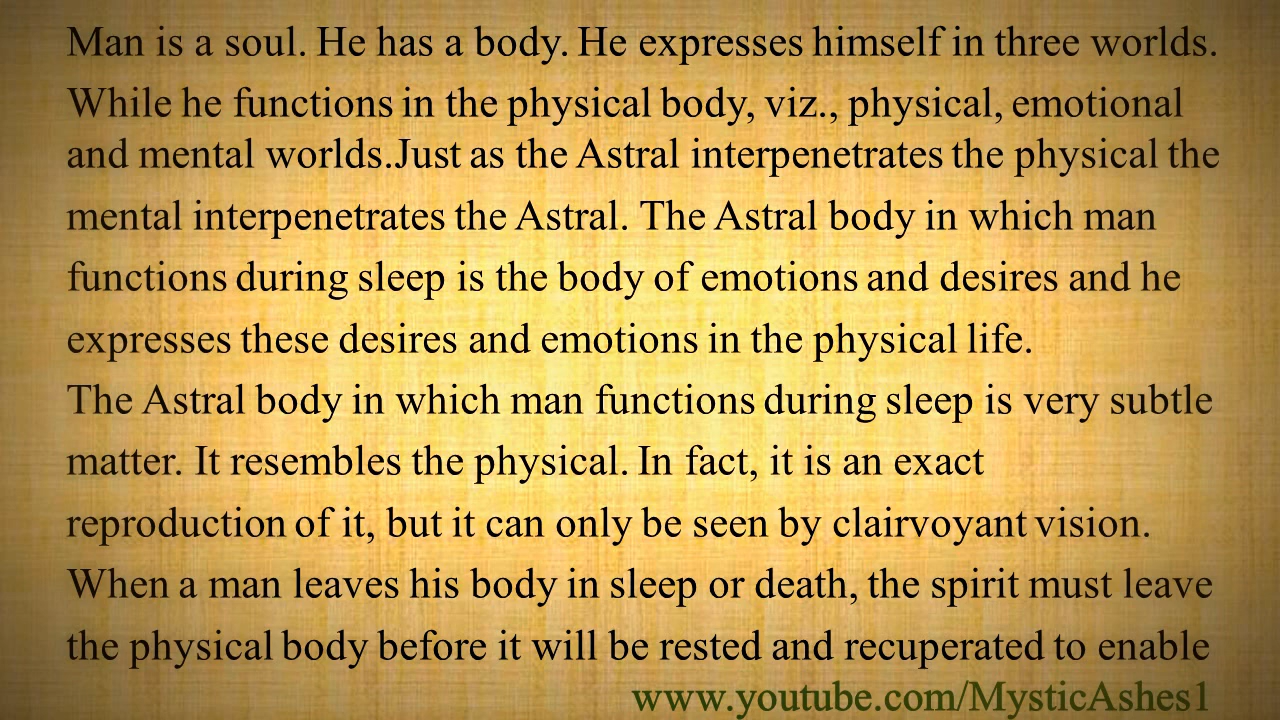 Man is a soul. He has a body. He expresses himself in three worlds.
While he functions in the physical body, viz., physical, emotional
and mental worlds.Just as the Astral interpenetrates the physical the
mental interpenetrates the Astral. The Astral body in which man
functions during sleep is the body of emotions and desires and he
expresses these desires and emotions in the physical life.
The Astral body in which man functions during sleep is very subtle
matter. It resembles the physical. In fact, it is an exact
reproduction of it, but it can only be seen by clairvoyant vision.
When a man leaves his body in sleep or death, the spirit must leave
the physical body before it will be rested and recuperated to enable
www.youtube.com/MysticAshes1